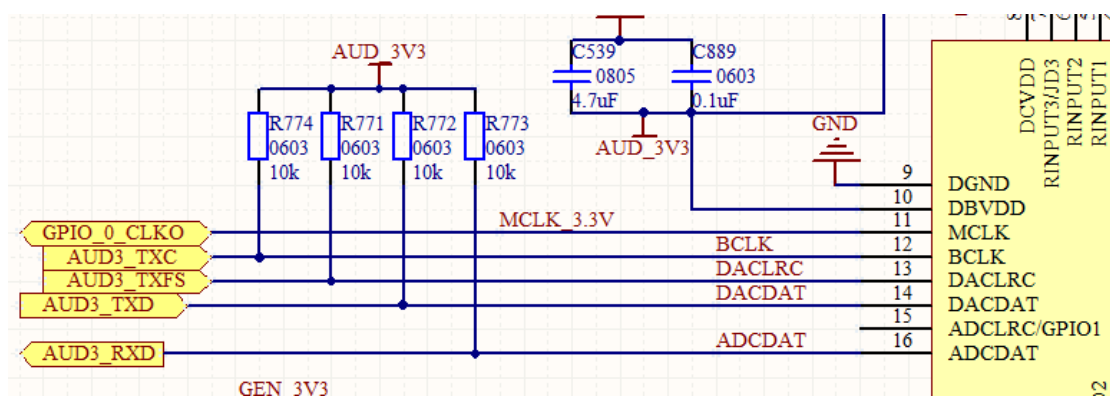 DCVDD
RINPUT3/JD3
RINPUT2
RINPUT1
AUD_3V3
C539
0805
4.7uF
C889
0603
0.1uF
AUD_3V3
GND
R774
0603
10k
R771
0603
10k
R772
0603
10k
R773
0603
10k
9 DGND
10 DBVDD
GPIO_0_CLKO MCLK_3.3V 11 MCLK
AUD3_TXC BCLK 12 BCLK
AUD3_TXFS DACLRC 13 DACLRC
AUD3_TXD DACDAT 14 DACDAT
15 ADCLRC/GPIO1
AUD3_RXD ADCDAT 16 ADCDAT
GEN_3V3